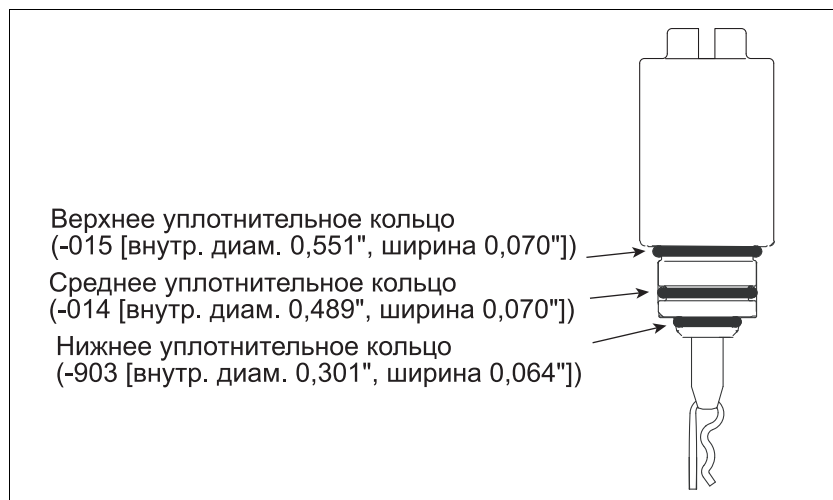 Верхнее уплотнительное кольцо
(-015 [внутр. диам. 0,551", ширина 0,070"])
Среднее уплотнительное кольцо
(-014 [внутр. диам. 0,489", ширина 0,070"])
Нижнее уплотнительное кольцо
(-903 [внутр. диам. 0,301", ширина 0,064"])